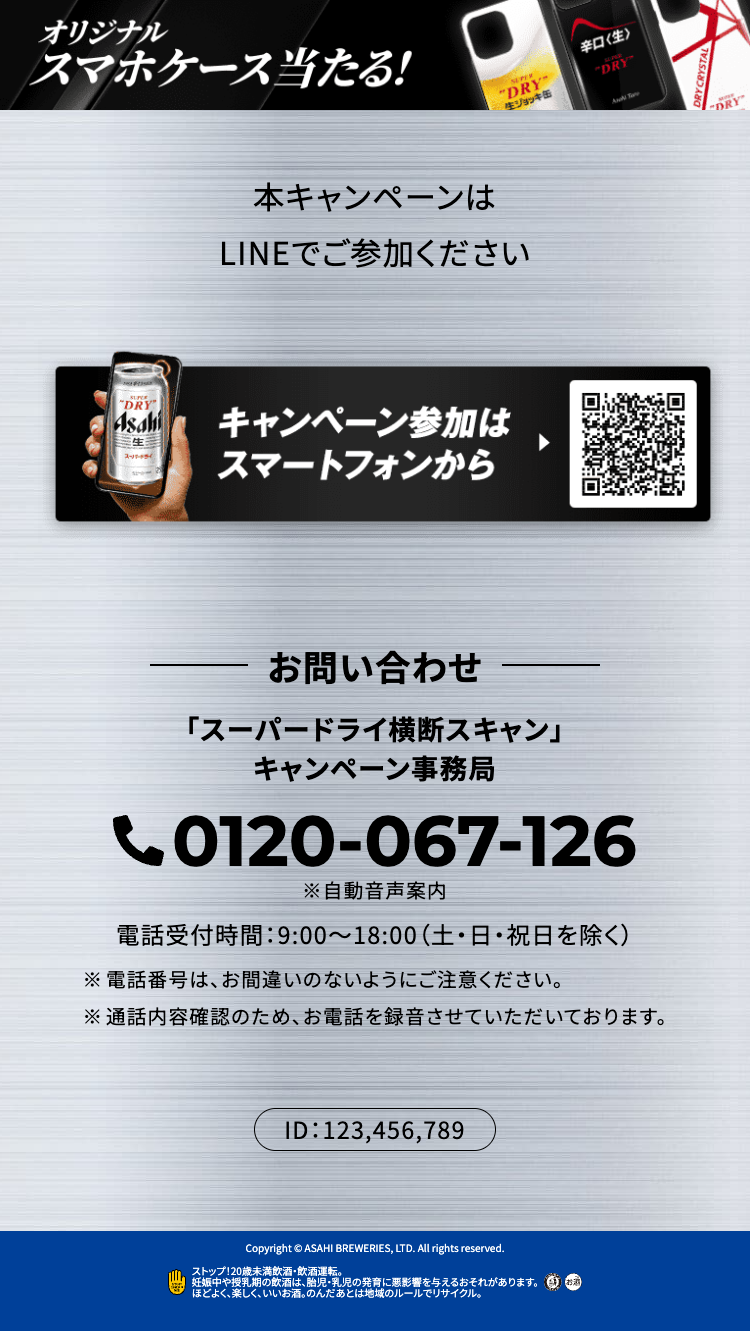 オリジナル
スマホケース当たる!
SUPER
"DRY"
生ジョッキ缶
辛口〈生〉
SUPER
"DRY"
Asahi Taro
DRY CRYSTAL
SUPER
"DRY"
本キャンペーンは
LINEでご参加ください
SUPER
"DRY"
Asahi
生
スーパードライ
キャンペーン参加は
スマートフォンから
お問い合わせ
「スーパードライ横断スキャン」
キャンペーン事務局
0120-067-126
※自動音声案内
電話受付時間：9:00〜18:00（土・日・祝日を除く）
※ 電話番号は、お間違いのないようにご注意ください。
※ 通話内容確認のため、お電話を録音させていただいております。
ID：123,456,789
Copyright © ASAHI BREWERIES, LTD. All rights reserved.
ストップ！20歳未満飲酒・飲酒運転。
妊娠中や授乳期の飲酒は、胎児・乳児の発育に悪影響を与えるおそれがあります。
ほどよく、楽しく、いいお酒。のんだあとは地域のルールでリサイクル。
お酒